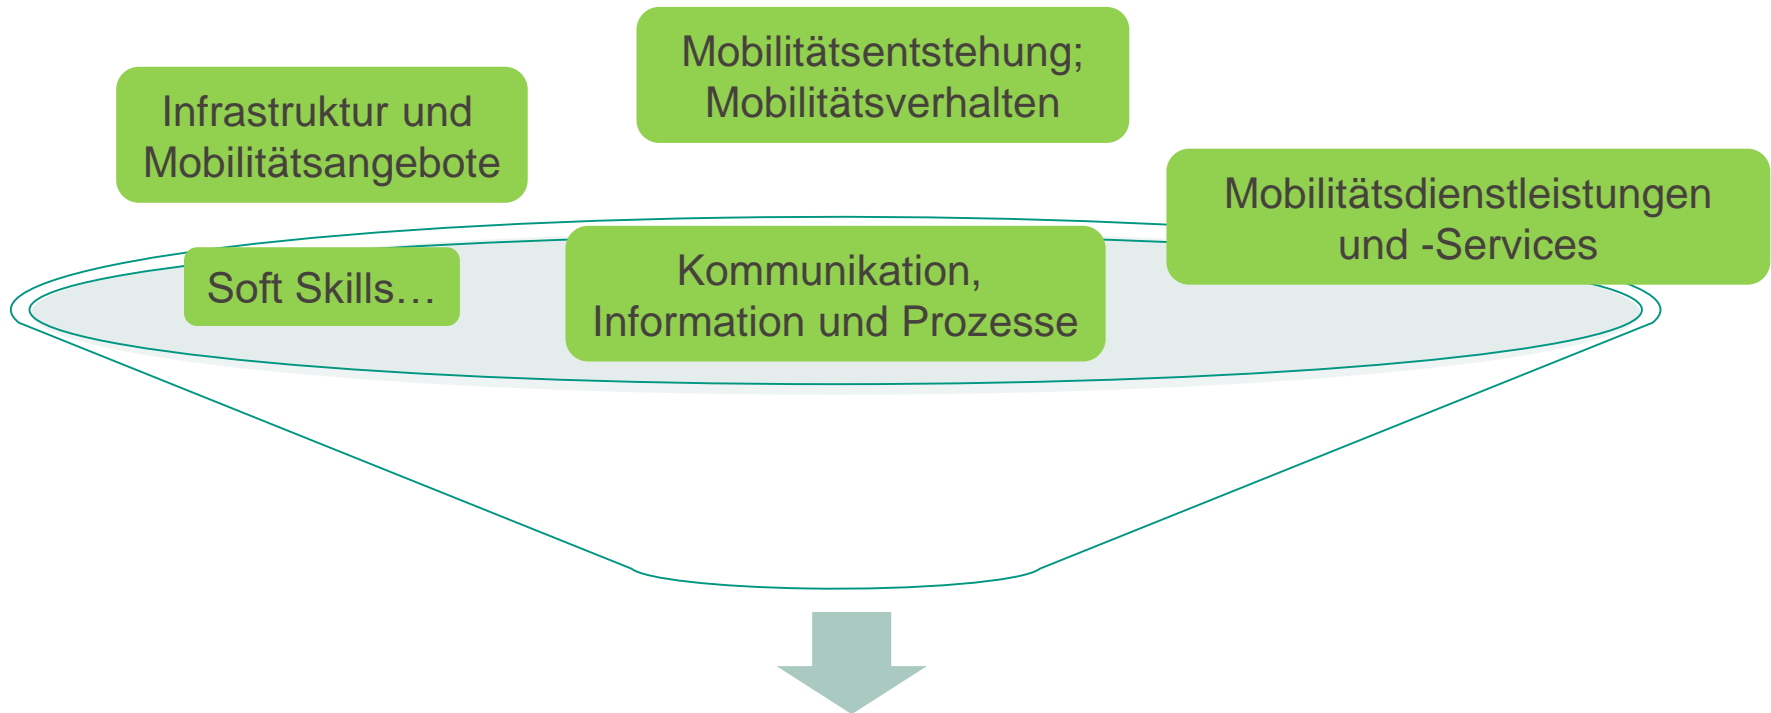 Mobilitätsentstehung;
Mobilitätsverhalten
Infrastruktur und
Mobilitätsangebote
Mobilitätsdienstleistungen
und -Services
Soft Skills…
Kommunikation,
Information und Prozesse